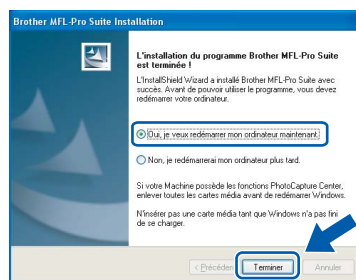 Brother MFL-Pro Suite Installation
L'installation du programme Brother MFL-Pro Suite
est terminée !
L'InstallShield Wizard a installé Brother MFL-Pro Suite avec
succès. Avant de pouvoir utiliser le programme, vous devez
redémarrer votre ordinateur.
Oui, je veux redémarrer mon ordinateur maintenant.
Non, je redémarrerai mon ordinateur plus tard.
Si votre Machine possède les fonctions PhotoCapture Center,
enlever toutes les cartes média avant de redémarrer Windows.
N'insérer pas une carte média tant que Windows n'a pas fini
de se charger.
< Précéden
Terminer
Annuler